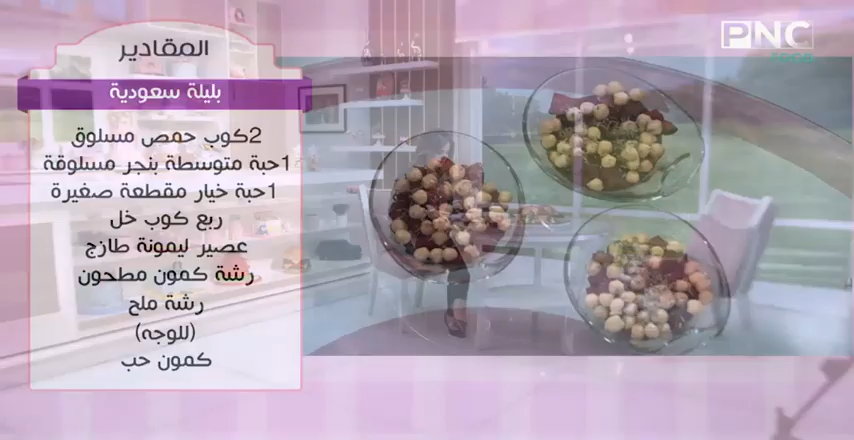 المقادير
بليلة سعودية
2كوب حمص مسلوق
1حبة متوسطة بنجر مسلوقة
1حبة خيار مقطعة صغيرة
ربع كوب خل
عصير ليمونة طازج
رشة كمون مطحون
رشة ملح
(للوجه)
كمون حب
PNC
FOOD